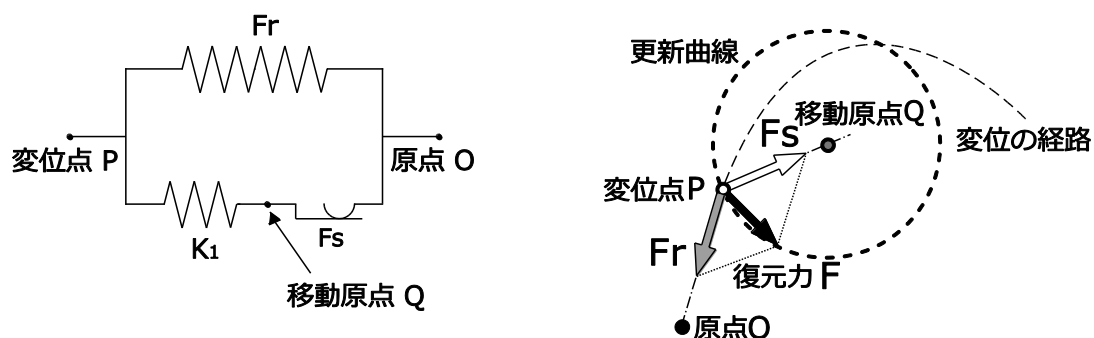 Fr
変位点 P
原点 O
K1
Fs
移動原点 Q
更新曲線
移動原点Q
Fs
変位の経路
変位点P
Fr
復元力 F
原点O